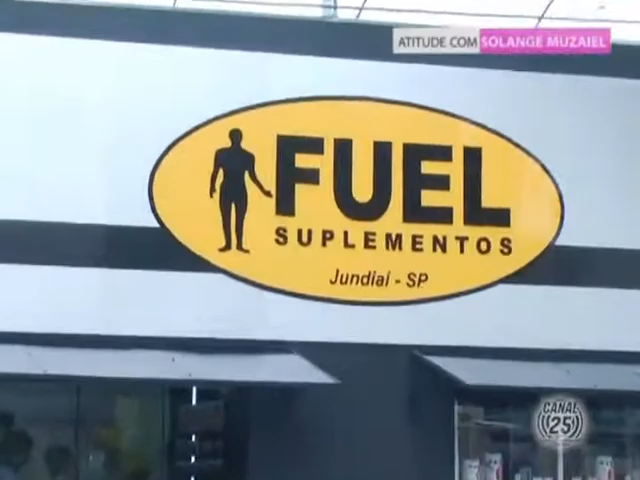 ATITUDE COM SOLANGE MUZAIEL
FUEL
SUPLEMENTOS
Jundiaí - SP
CANAL
25